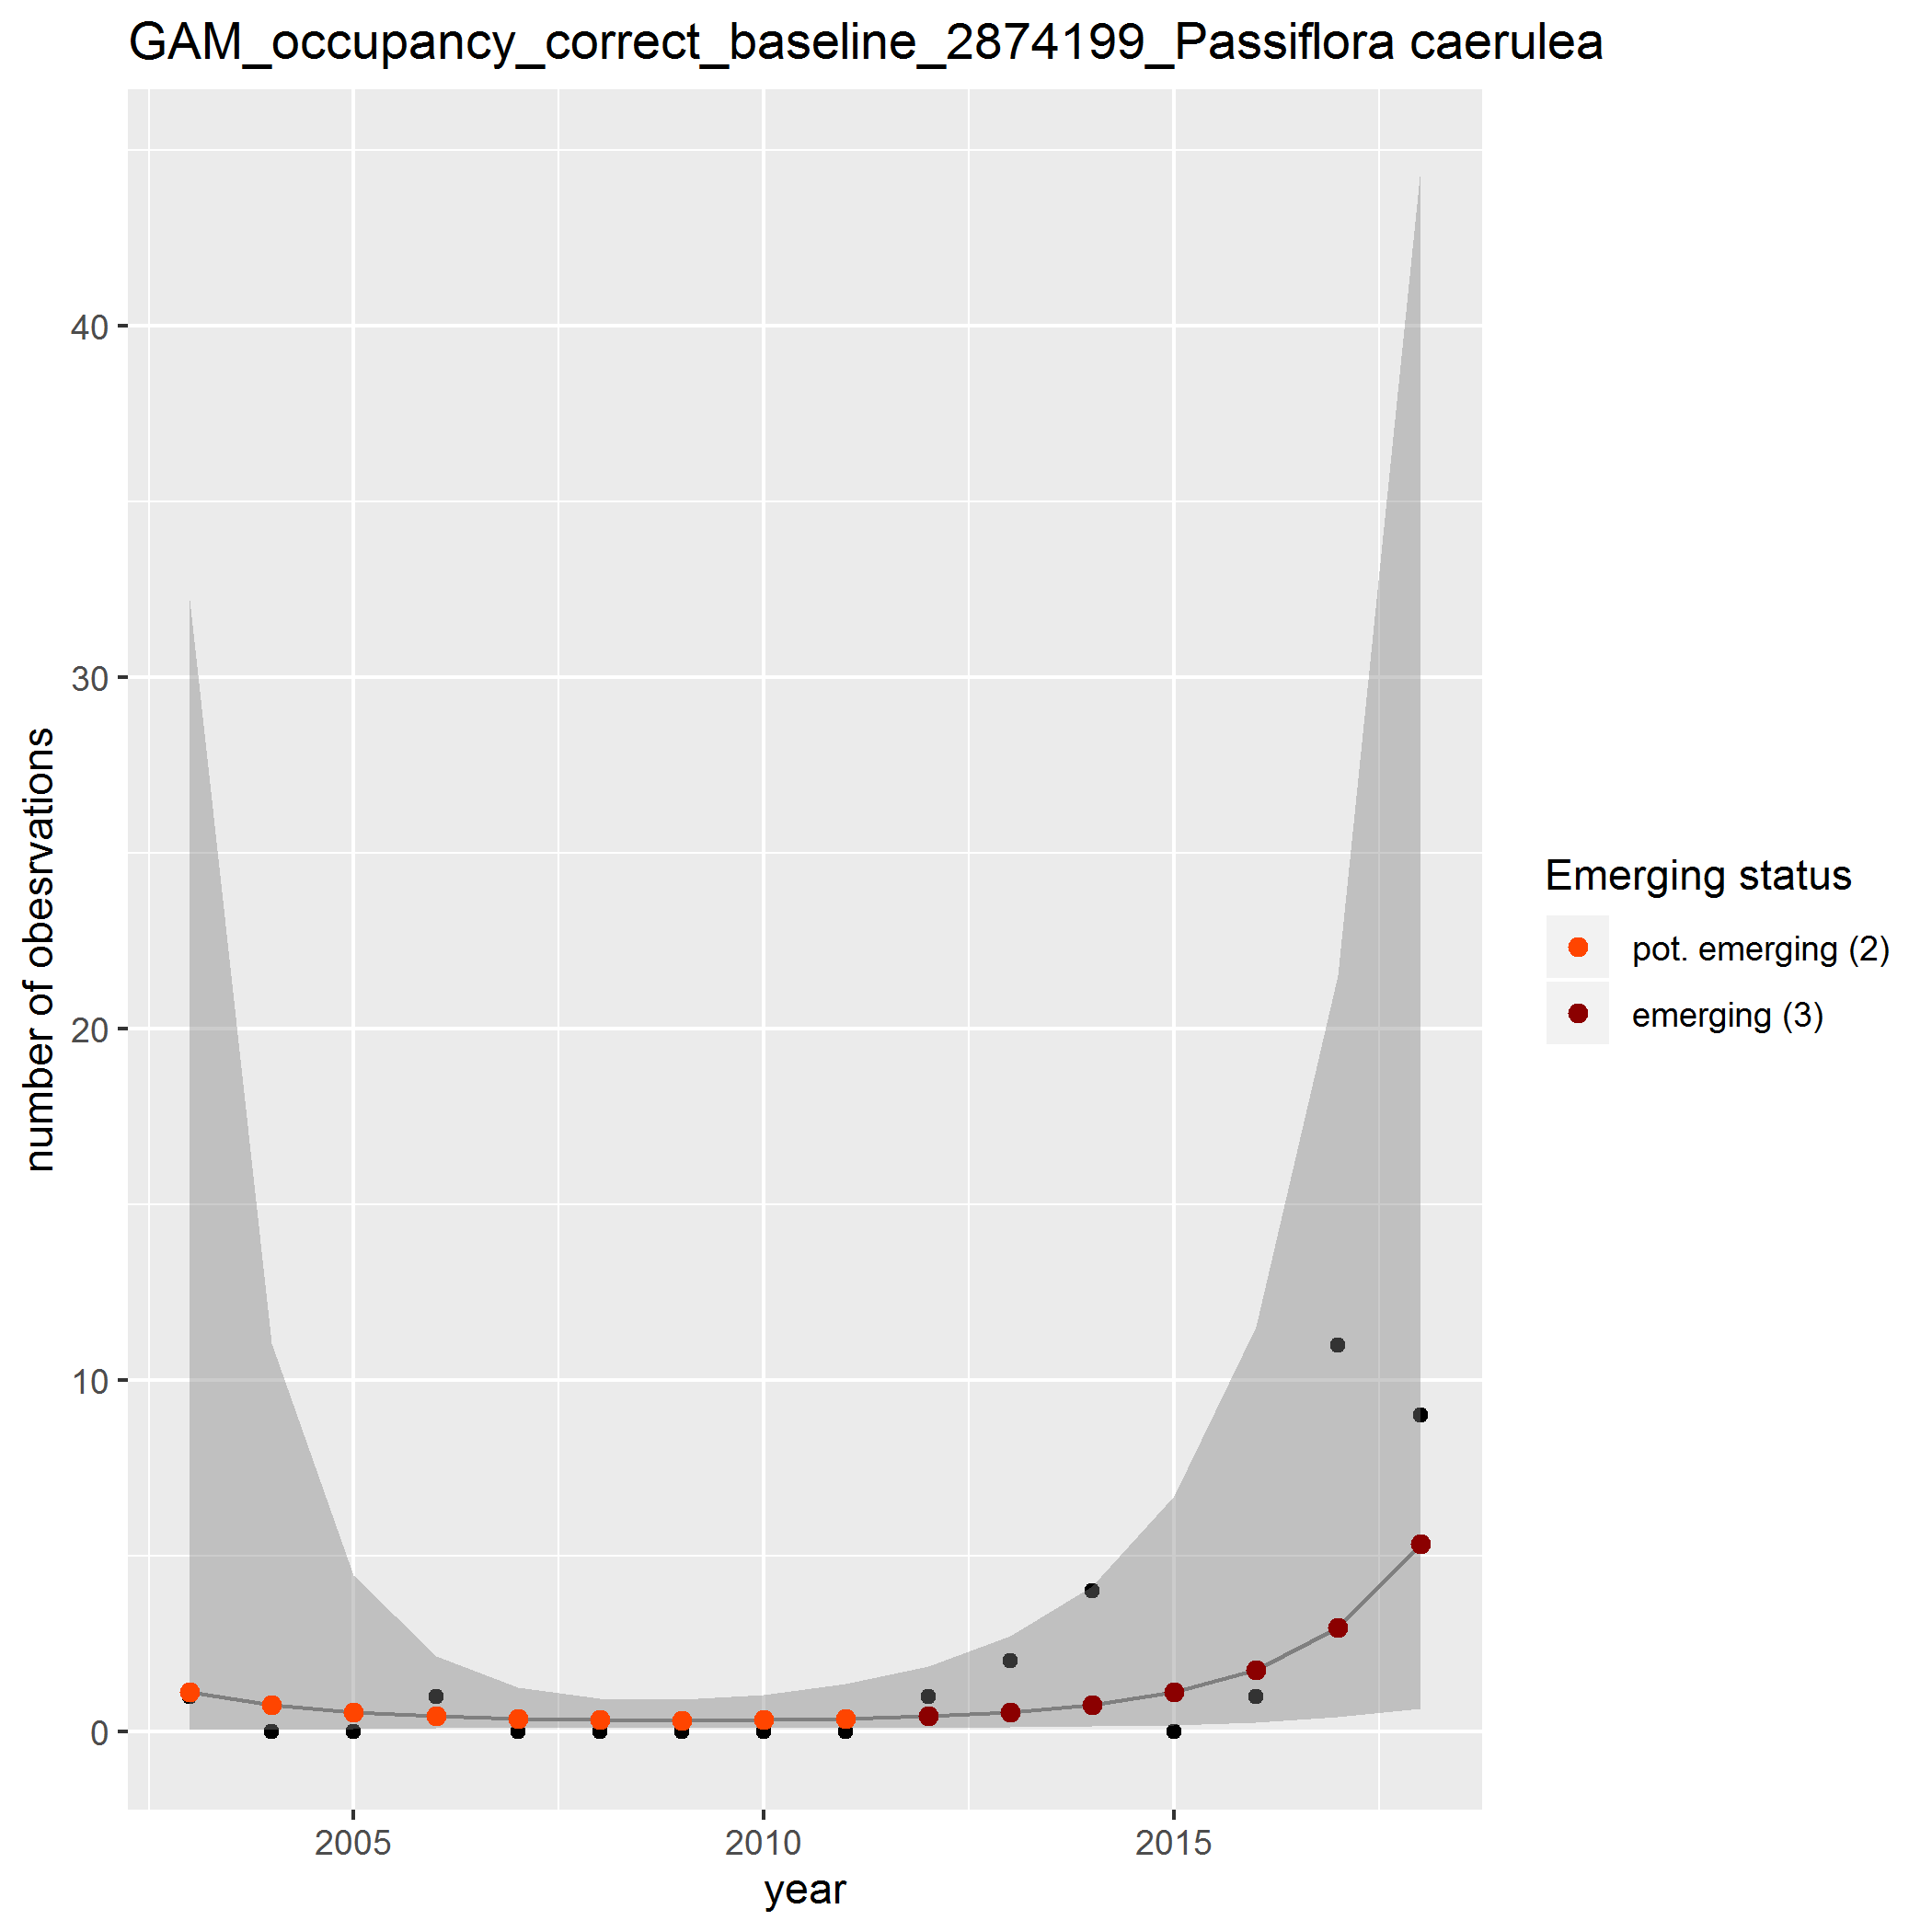 GAM_occupancy_correct_baseline_2874199_Passiflora caerulea
number of obesrvations
40
30
20
10
0
2005 2010 2015
year
Emerging status
pot. emerging (2)
emerging (3)